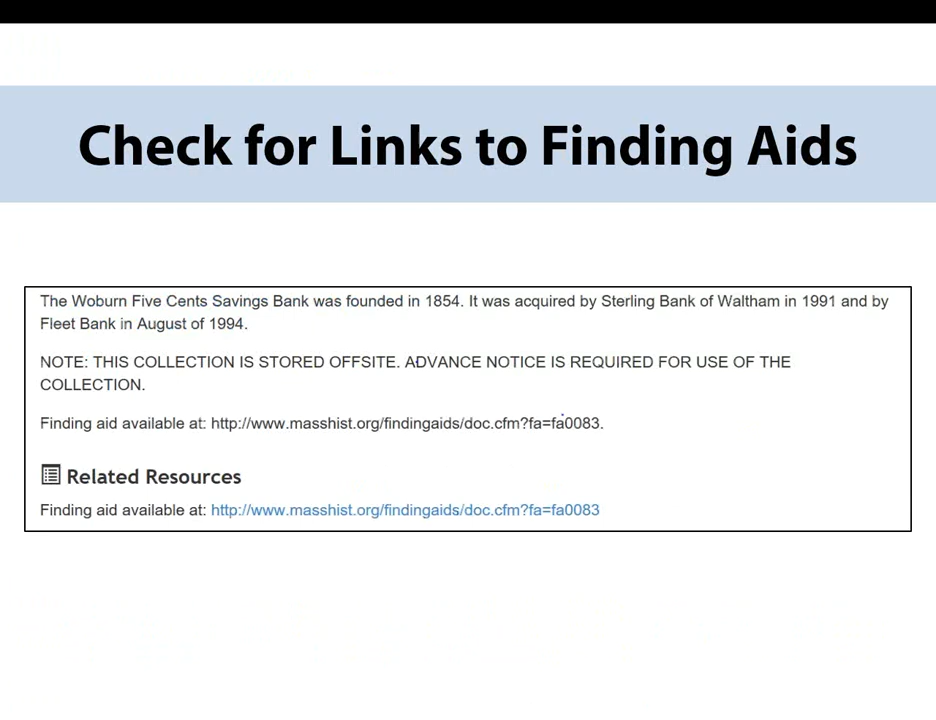 Check for Links to Finding Aids
The Woburn Five Cents Savings Bank was founded in 1854. It was acquired by Sterling Bank of Waltham in 1991 and by
Fleet Bank in August of 1994.
NOTE: THIS COLLECTION IS STORED OFFSITE. ADVANCE NOTICE IS REQUIRED FOR USE OF THE
COLLECTION.
Finding aid available at: http://www.masshist.org/findingaids/doc.cfm?fa=fa0083.
Related Resources
Finding aid available at: http://www.masshist.org/findingaids/doc.cfm?fa=fa0083